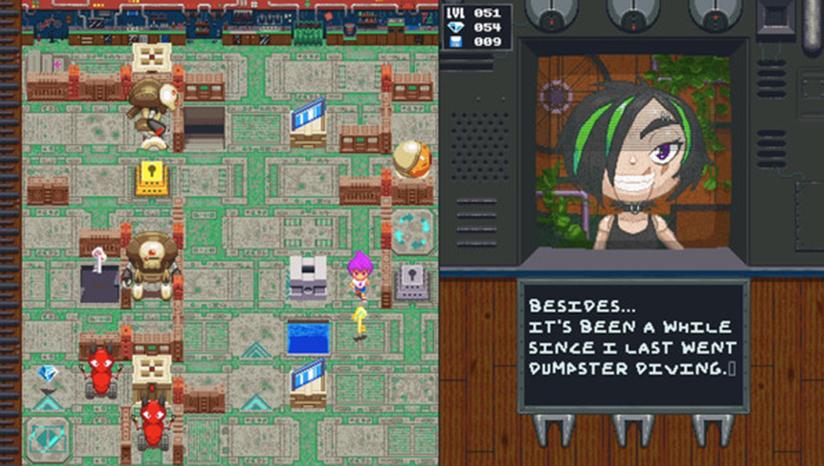 LVL 051
054
009
BESIDES...
IT'S BEEN A WHILE
SINCE I LAST WENT
DUMPSTER DIVING.